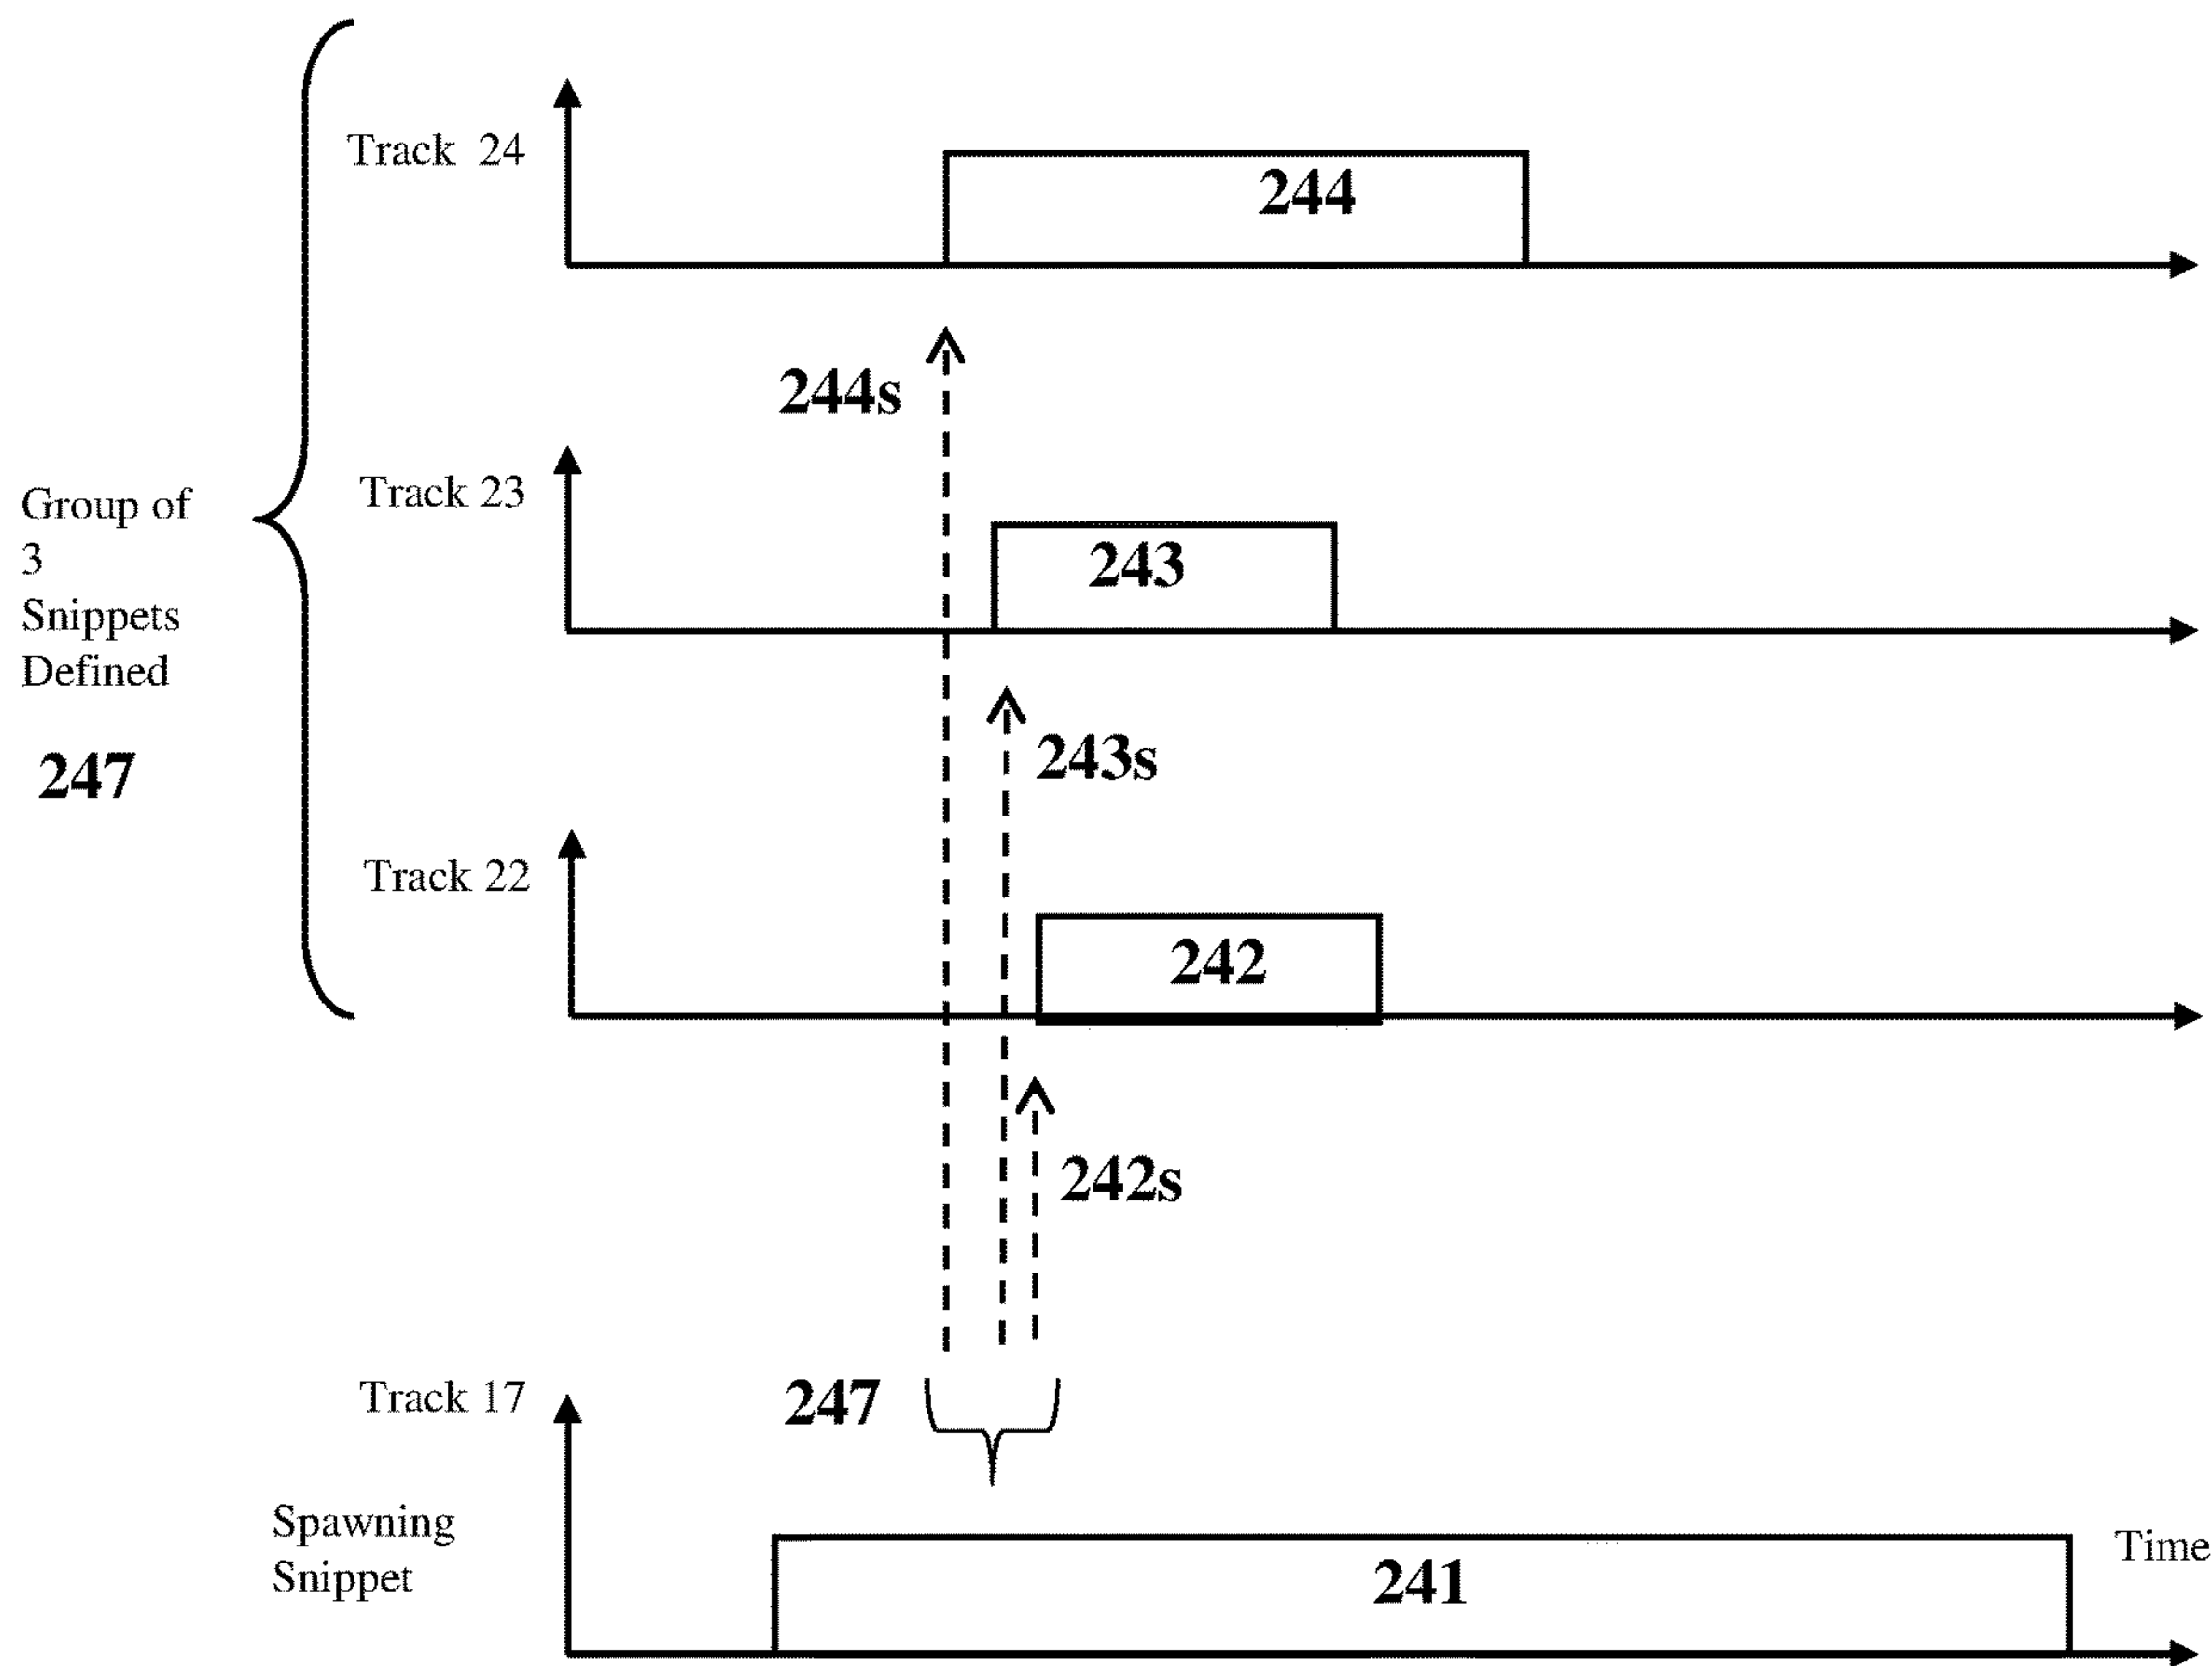 Track 24
244
244s
Track 23
243
Group of
3
Snippets
Defined
247
243s
Track 22
242
242s
Track 17
247
Spawning
Snippet
241
Time